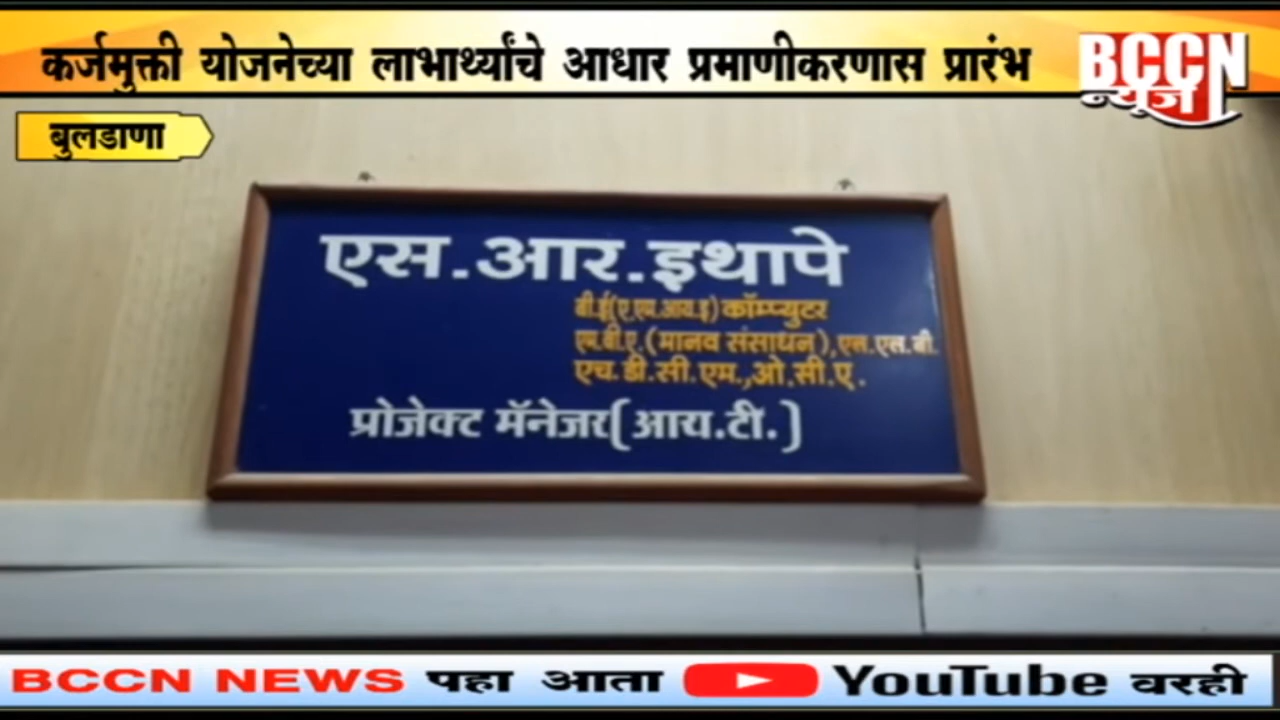 कर्जमुक्ती योजनेच्या लाभार्थ्यांचे आधार प्रमाणीकरणास प्रारंभ
BCCN
न्यूज
बुलडाणा
एस.आर.इथापे
बी.ई(ए.एम.आय.इ) कॉम्प्युटर
एम.बी.ए.(मानव संसाधन),एल.एस.बी.
एच.डी.सी.एम.,ओ.सी.ए.
प्रोजेक्ट मॅनेजर(आय.टी.)
BCCN NEWS पहा आता YouTube वरही